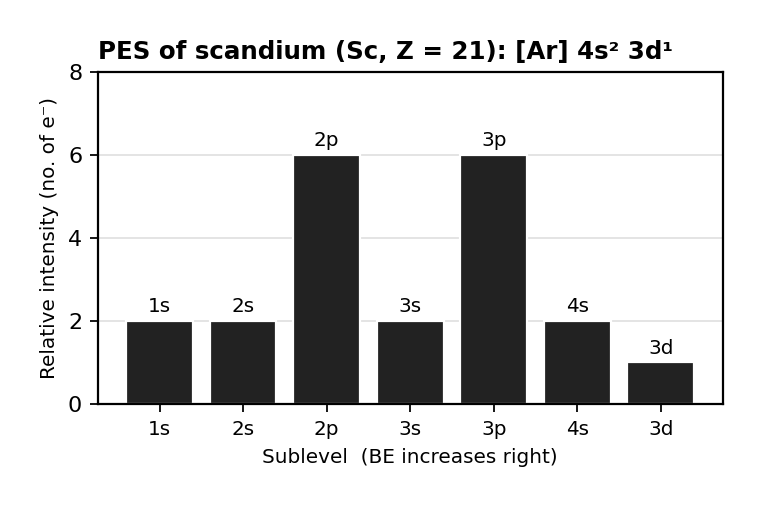 PES of scandium (Sc, Z = 21): [Ar] 4s² 3d¹
Relative intensity (no. of e⁻)
8
6
4
2
0
1s
2s
2p
3s
3p
4s
3d
1s 2s 2p 3s 3p 4s 3d
Sublevel (BE increases right)